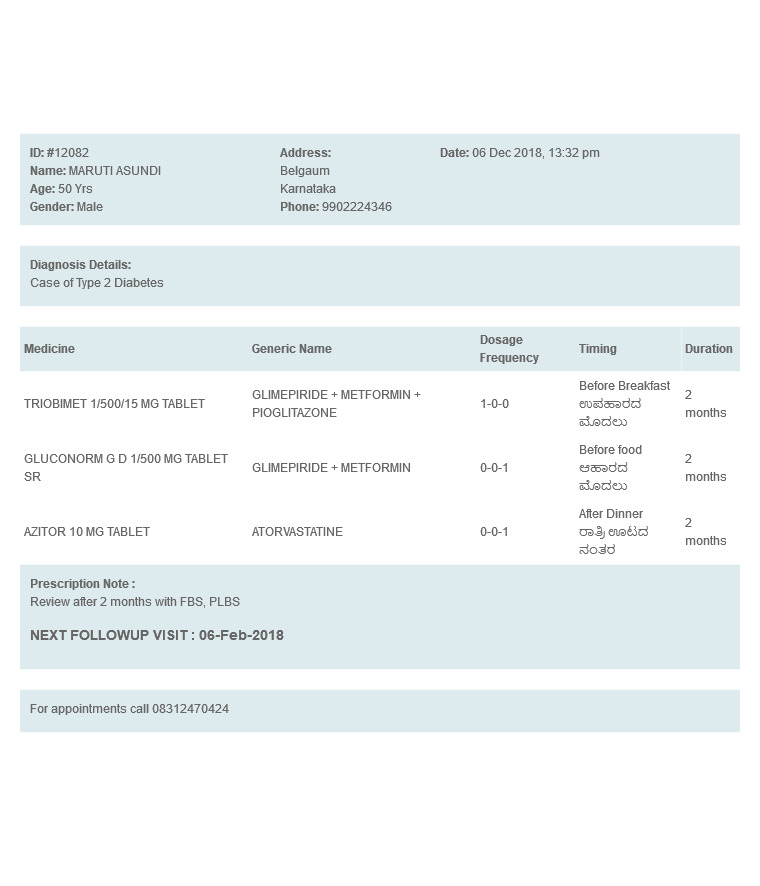 ID: #12082
Name: MARUTI ASUNDI
Age: 50 Yrs
Gender: Male
Address:
Belgaum
Karnataka
Phone: 9902224346
Date: 06 Dec 2018, 13:32 pm
Diagnosis Details:
Case of Type 2 Diabetes
Medicine Generic Name Dosage Frequency Timing Duration
TRIOBIMET 1/500/15 MG TABLET
GLIMEPIRIDE + METFORMIN +
PIOGLITAZONE
1-0-0
Before Breakfast
ಉಪಹಾರದ
ಮೊದಲು
2
months
GLUCONORM G D 1/500 MG TABLET
SR
GLIMEPIRIDE + METFORMIN
0-0-1
Before food
ಆಹಾರದ
ಮೊದಲು
2
months
AZITOR 10 MG TABLET
ATORVASTATINE
0-0-1
After Dinner
ರಾತ್ರಿ ಊಟದ
ನಂತರ
2
months
Prescription Note :
Review after 2 months with FBS, PLBS
NEXT FOLLOWUP VISIT : 06-Feb-2018
For appointments call 08312470424